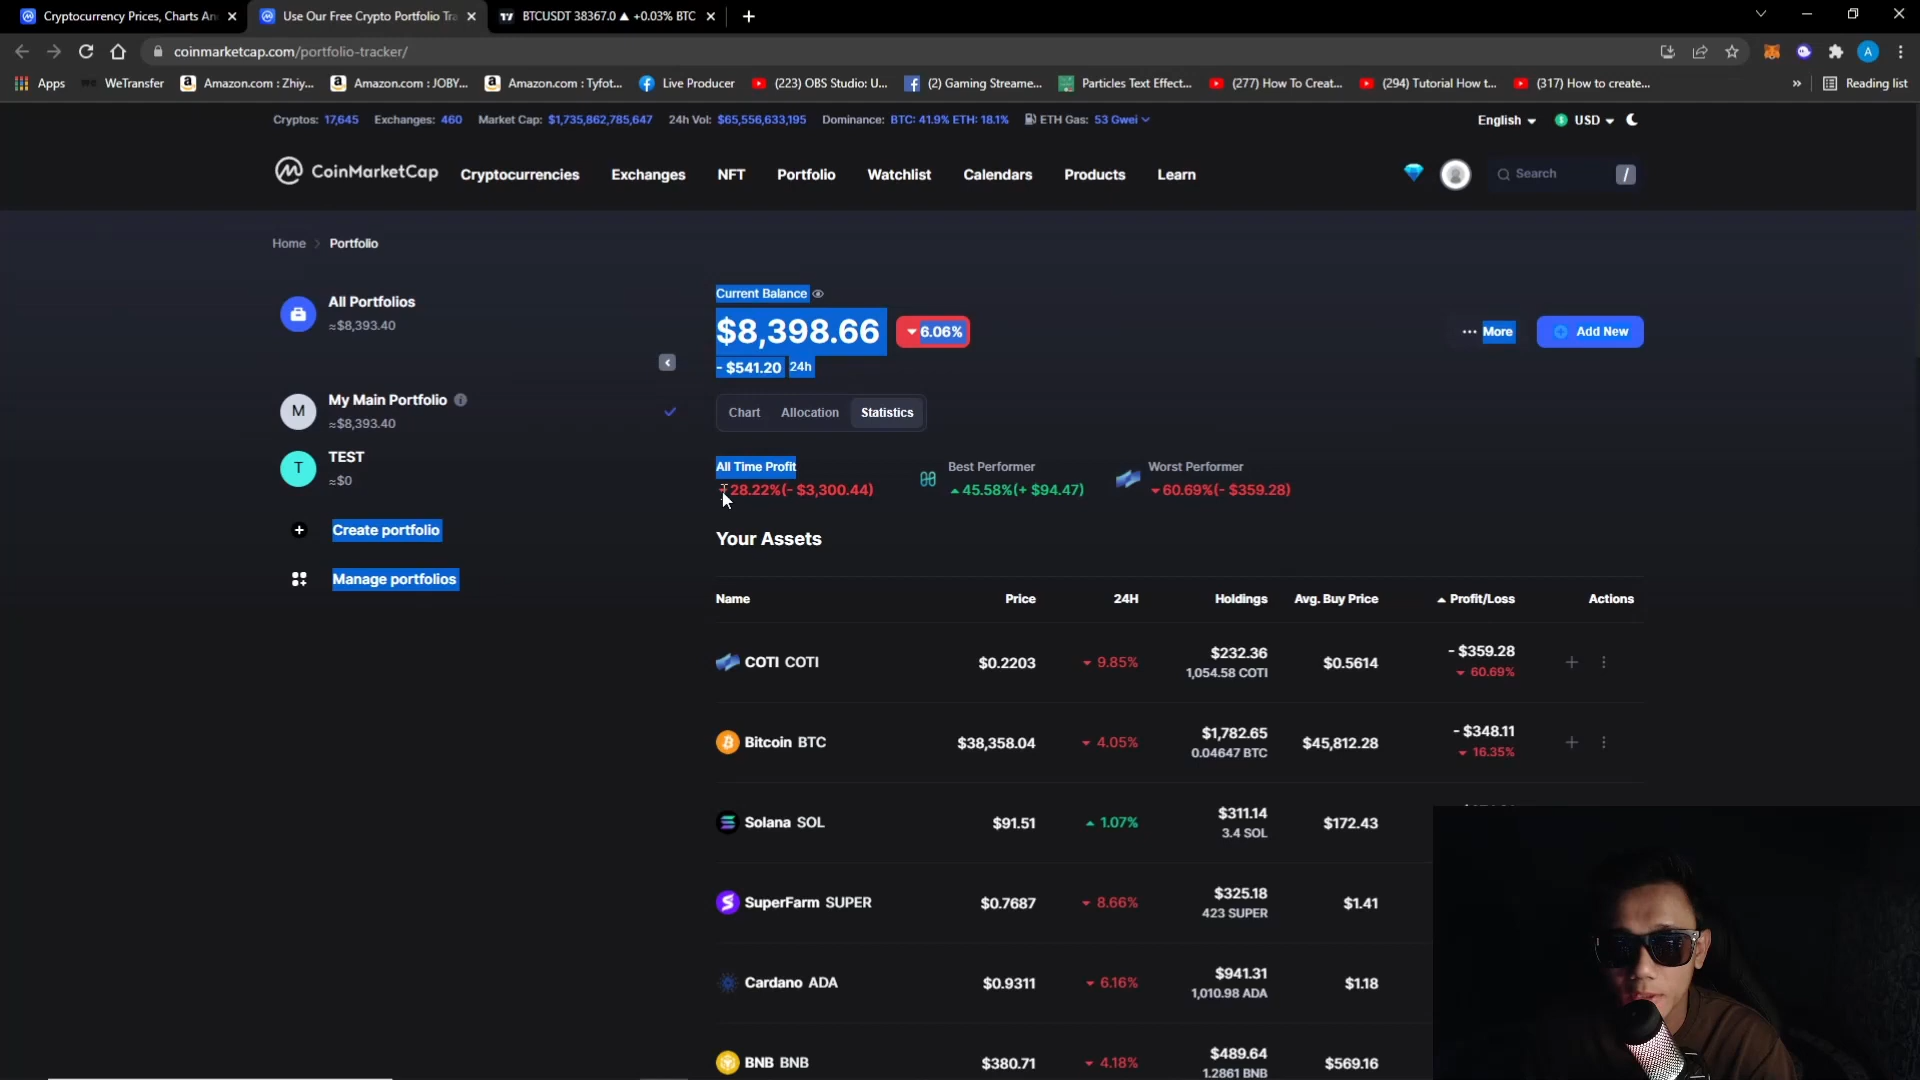 Cryptocurrency Prices, Charts An
Use Our Free Crypto Portfolio Tra
BTCUSDT 38367.0 ▲ +0.03% BTC
coinmarketcap.com/portfolio-tracker/
A
Apps
WeTransfer
Amazon.com : Zhiy...
Amazon.com : JOBY...
Amazon.com : Tyfot...
Live Producer
(223) OBS Studio: U...
(2) Gaming Streame...
Particles Text Effect...
(277) How To Create...
(294) Tutorial How t...
(317) How to create...
»
Reading list
Cryptos: 17,645 Exchanges: 460 Market Cap: $1,735,862,785,647 24h Vol: $65,556,633,195 Dominance: BTC: 41.9% ETH: 18.1% ETH Gas: 53 Gwei
English
USD
CoinMarketCap
Cryptocurrencies Exchanges NFT Portfolio Watchlist Calendars Products Learn
Search /
Home > Portfolio
All Portfolios
≈$8,393.40
M
My Main Portfolio
≈$8,393.40
T
TEST
≈$0
Create portfolio
Manage portfolios
Current Balance
$8,398.66 6.06%
- $541.20 24h
More
Add New
Chart Allocation Statistics
All Time Profit
28.22%(- $3,300.44)
Best Performer
45.58%(+ $94.47)
Worst Performer
60.69%(- $359.28)
Your Assets
Name Price 24H Holdings Avg. Buy Price Profit/Loss Actions
COTI COTI $0.2203 9.85% $232.36 $0.5614 - $359.28
1,054.58 COTI 60.69%
Bitcoin BTC $38,358.04 4.05% $1,782.65 $45,812.28 - $348.11
0.04647 BTC 16.35%
Solana SOL $91.51 1.07% $311.14 $172.43
3.4 SOL
SuperFarm SUPER $0.7687 8.66% $325.18 $1.41
423 SUPER
Cardano ADA $0.9311 6.16% $941.31 $1.18
1,010.98 ADA
BNB BNB $380.71 4.18% $489.64 $569.16
1.2861 BNB